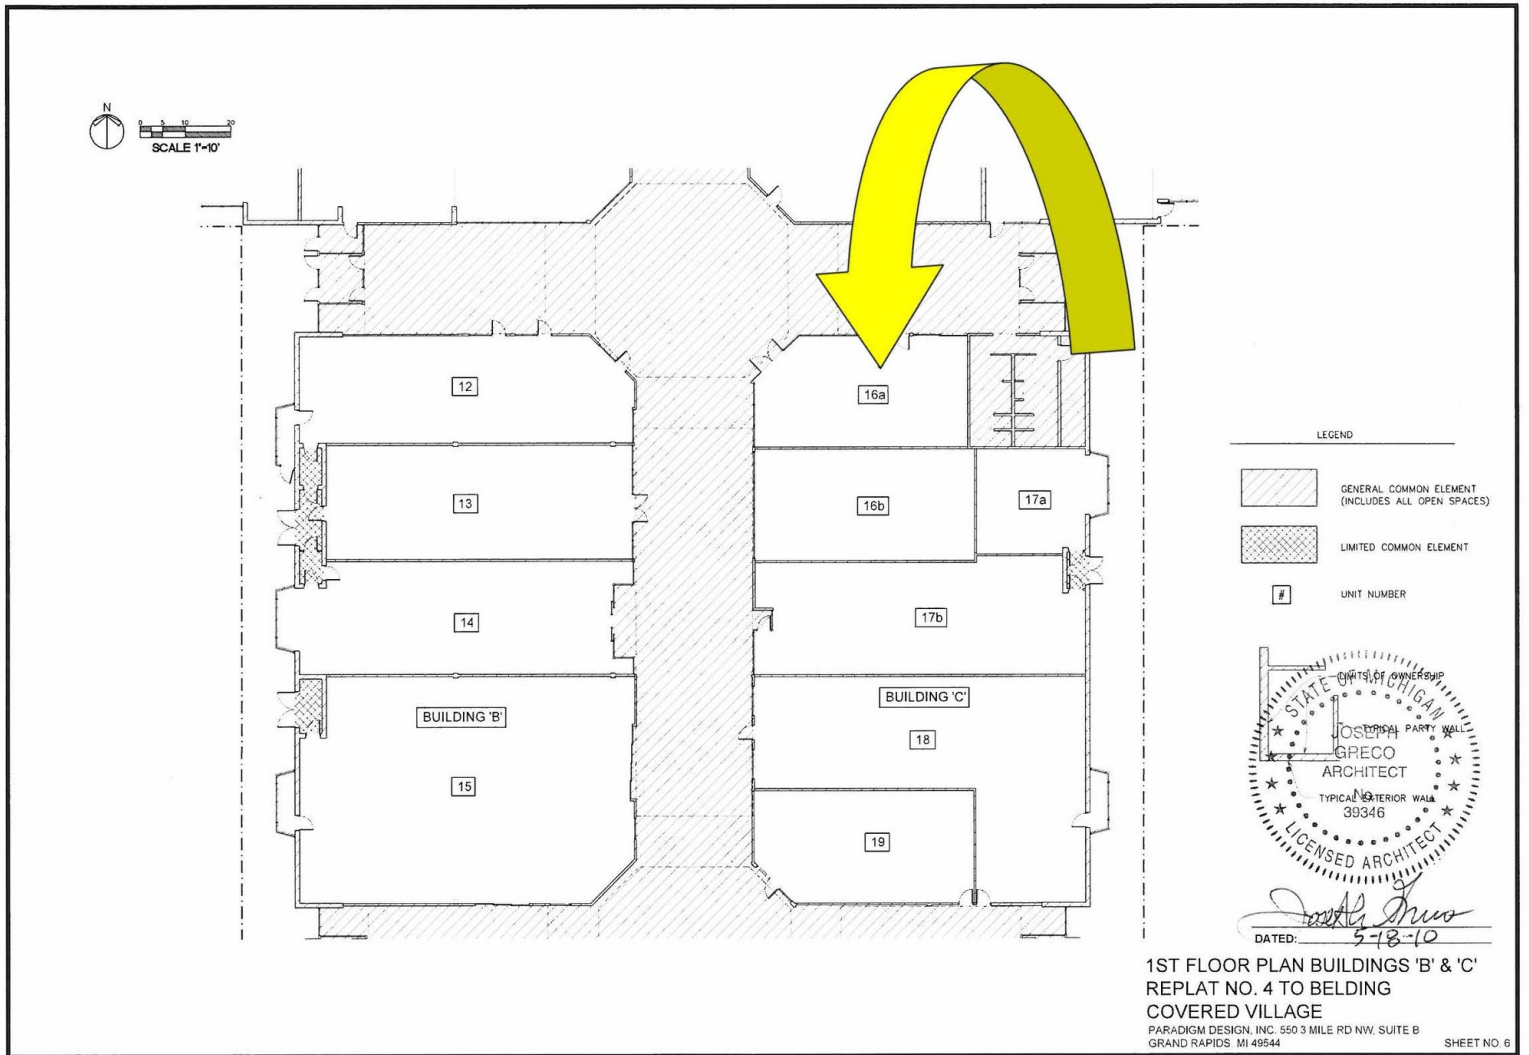 N
0 5 10 20
SCALE 1"=10'
12
16a
13
16b
17a
14
17b
BUILDING 'B'
BUILDING 'C'
18
15
19
LEGEND
GENERAL COMMON ELEMENT
(INCLUDES ALL OPEN SPACES)
LIMITED COMMON ELEMENT
#
UNIT NUMBER
LIMITS OF OWNERSHIP
TYPICAL PARTY WALL
TYPICAL EXTERIOR WALL
STATE OF MICHIGAN
JOSEPH
GRECO
ARCHITECT
No.
39346
LICENSED ARCHITECT
DATED: 5-18-10
1ST FLOOR PLAN BUILDINGS 'B' & 'C'
REPLAT NO. 4 TO BELDING
COVERED VILLAGE
PARADIGM DESIGN, INC. 550 3 MILE RD NW, SUITE B
GRAND RAPIDS MI 49544
SHEET NO. 6